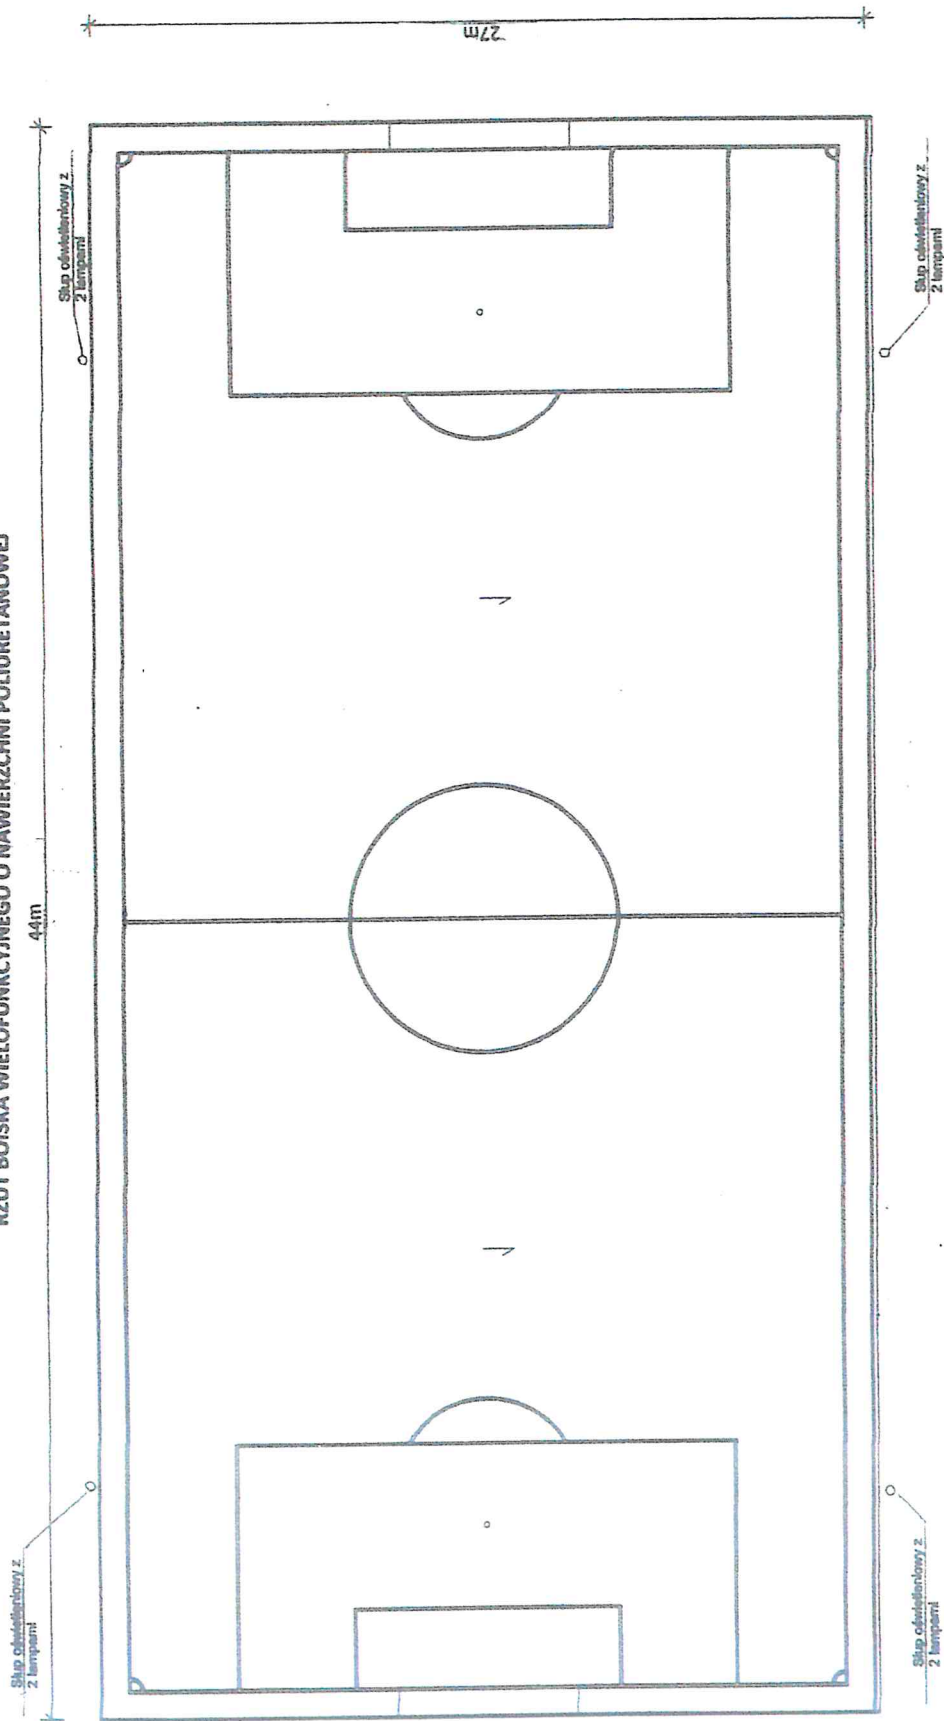 RZUT BOISKA WIELOFUNKCYJNEGO O NAWIERZCHNI POLIURETANOWEJ
44m
27m
Słup oświetleniowy z
2 lampami
Słup oświetleniowy z
2 lampami
Słup oświetleniowy z
2 lampami
Słup oświetleniowy z
2 lampami